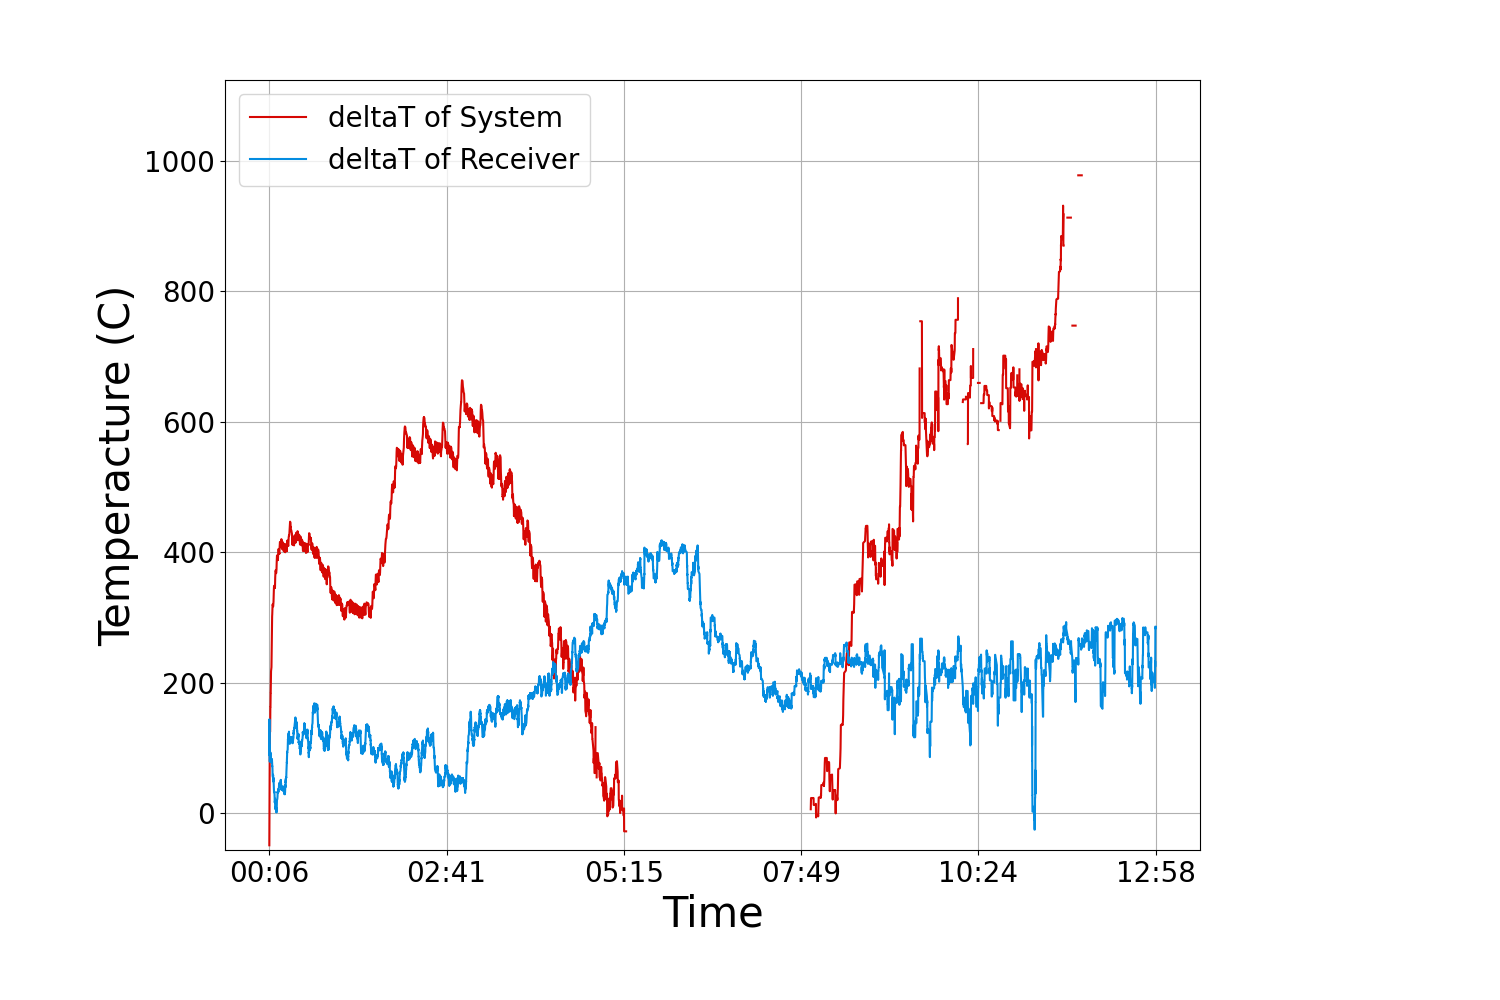 deltaT of System
deltaT of Receiver
1000
800
600
400
200
0
Temperacture (C)
00:06 02:41 05:15 07:49 10:24 12:58
Time